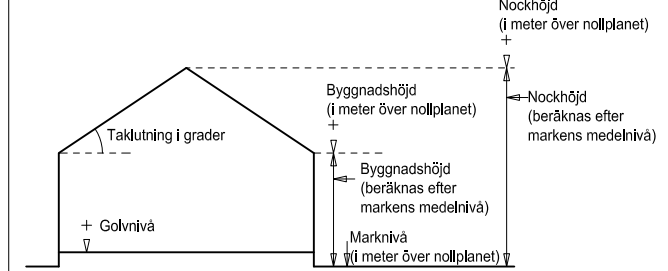 Nockhöjd
(i meter över nollplanet)
+
Byggnadshöjd
(i meter över nollplanet)
+
Nockhöjd
(beräknas efter
markens medelnivå)
Taklutning i grader
Byggnadshöjd
(beräknas efter
markens medelnivå)
+ Golvnivå
Marknivå
(i meter över nollplanet)